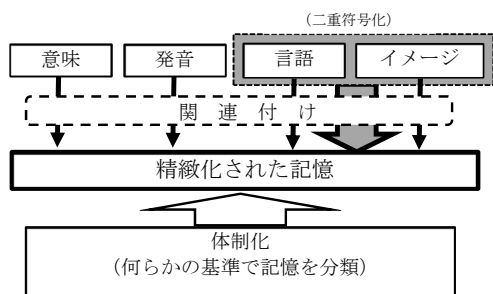 （二重符号化）
意味 発音 言語 イメージ
関 連 付 け
精緻化された記憶
体制化
（何らかの基準で記憶を分類）